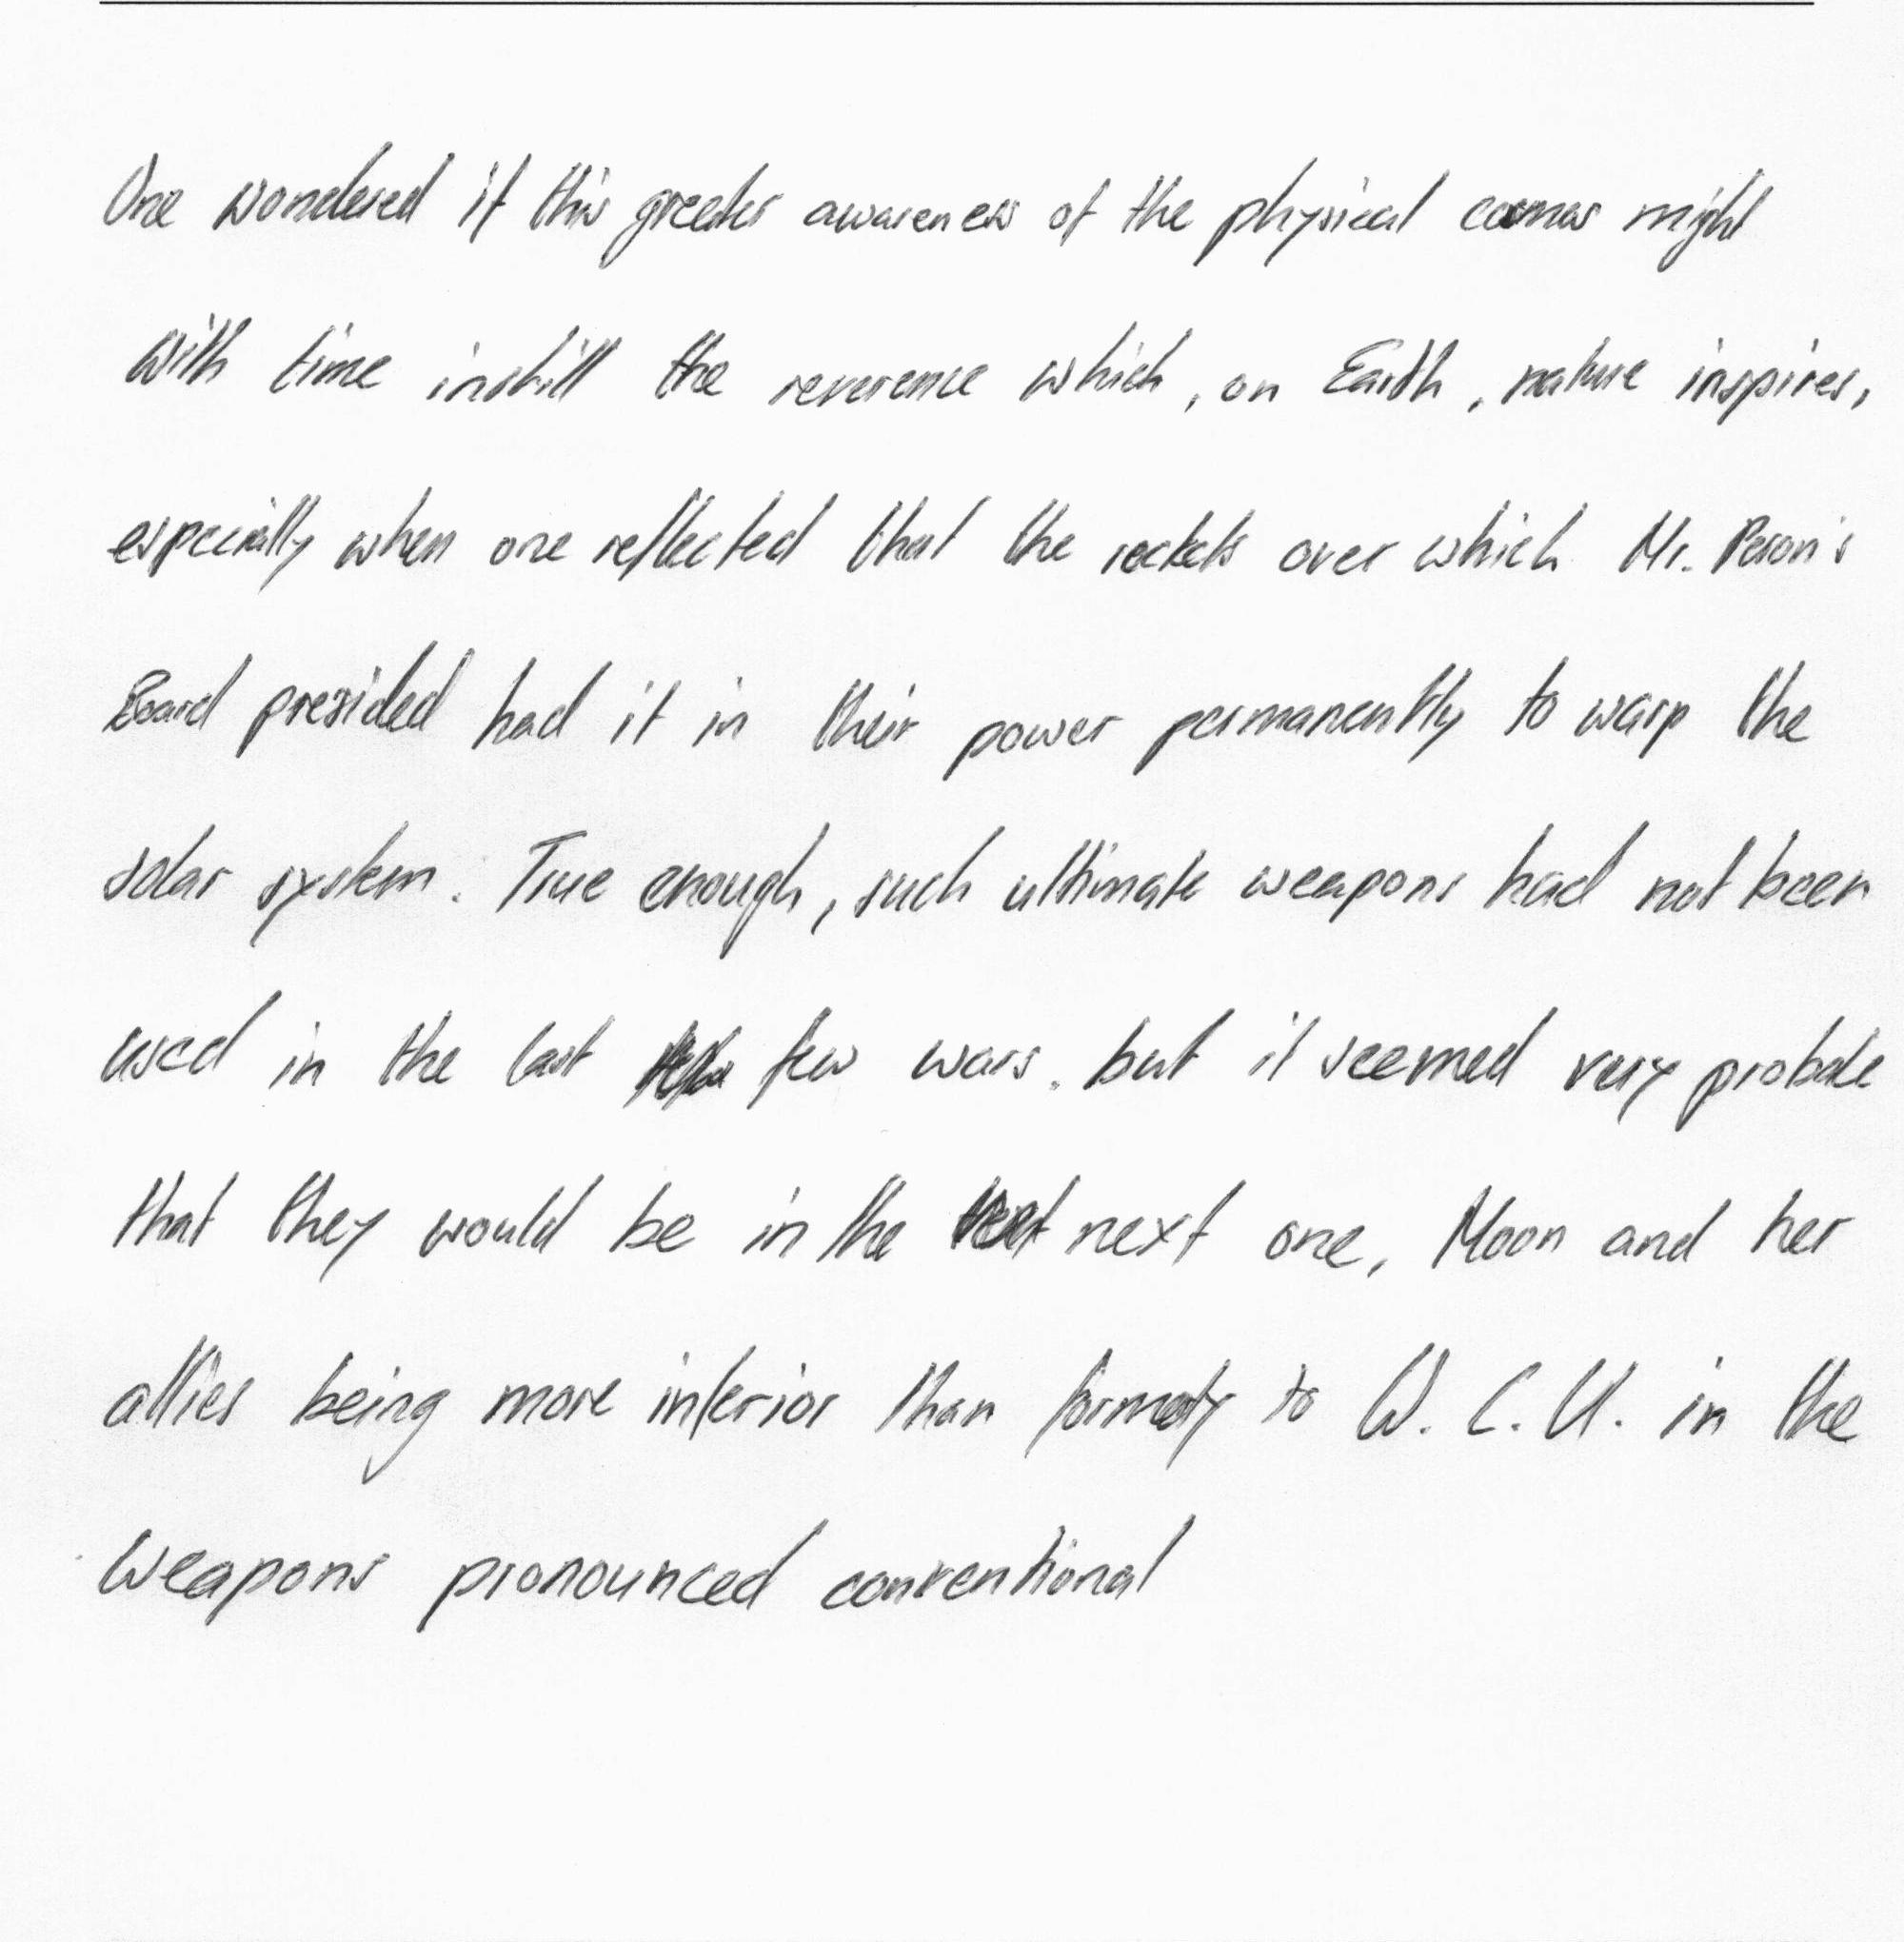 One wondered if this greater awareness of the physical cosmos might
with time instill the reverence which, on Earth, nature inspires,
especially when one reflected that the rockets over which Mr. Peron's
Board presided had it in their power permanently to warp the
solar system. True enough, such ultimate weapons had not been
used in the last few wars. but it seemed very probable
that they would be in the next one, Moon and her
allies being more inferior than formerly to W. C. U. in the
weapons pronounced conventional